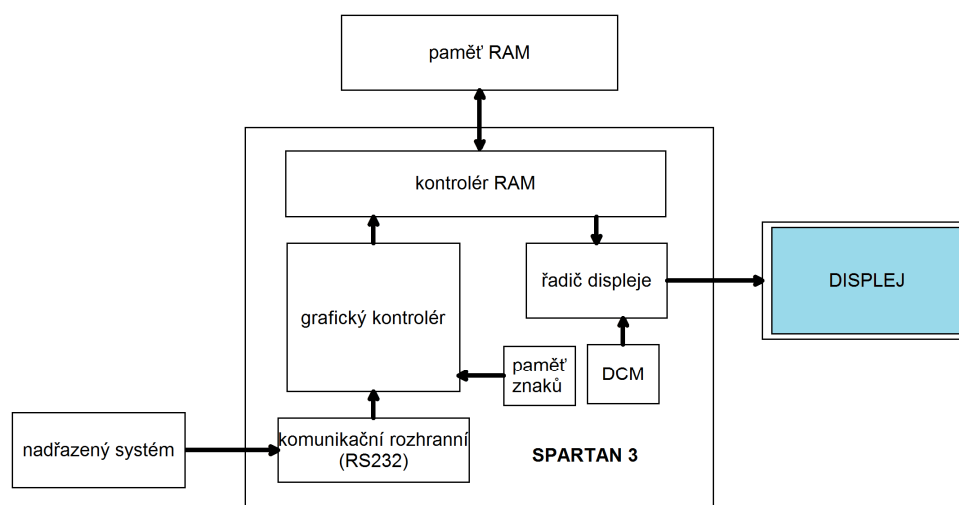 paměť RAM
kontrolér RAM
řadič displeje
DISPLEJ
grafický kontrolér
paměť
znaků
DCM
nadřazený systém
komunikační rozhranní
(RS232)
SPARTAN 3